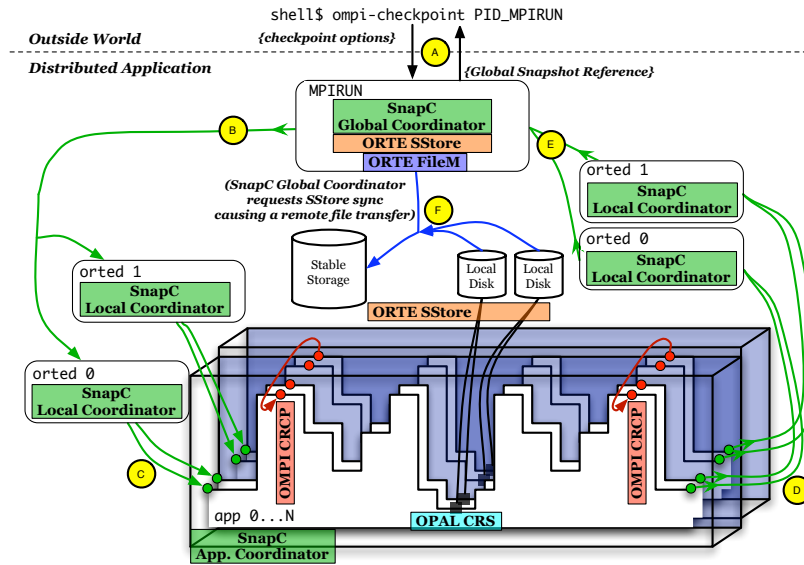 shell$ ompi-checkpoint PID_MPIRUN
Outside World
{checkpoint options}
A
Distributed Application
{Global Snapshot Reference}
MPIRUN
SnapC
Global Coordinator
ORTE SStore
ORTE FileM
B
E
(SnapC Global Coordinator
requests SStore sync
causing a remote file transfer)
F
orted 1
SnapC
Local Coordinator
orted 0
SnapC
Local Coordinator
Stable
Storage
Local
Disk
Local
Disk
orted 1
SnapC
Local Coordinator
ORTE SStore
orted 0
SnapC
Local Coordinator
OMPI CRCP
OMPI CRCP
C
D
app 0...N
OPAL CRS
SnapC
App. Coordinator